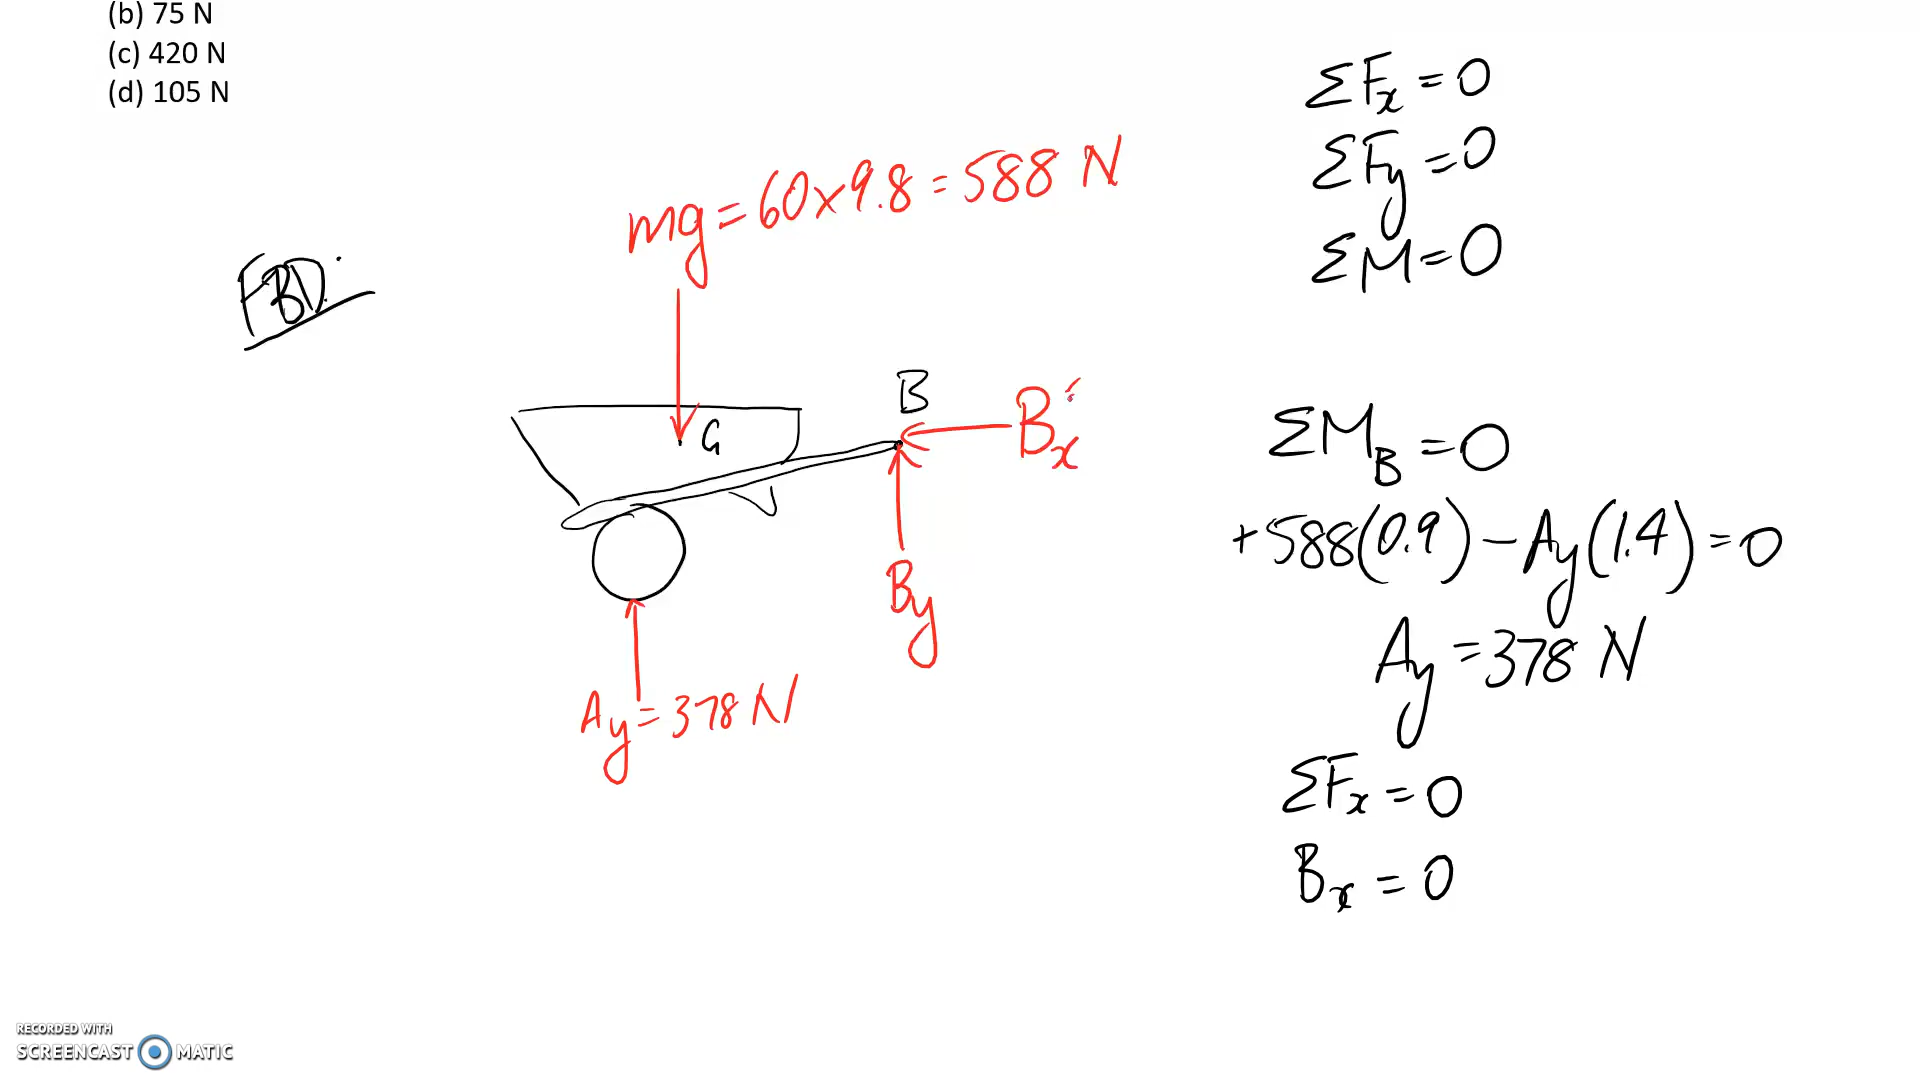 (b) 75 N
(c) 420 N
(d) 105 N
ΣFx = 0
ΣFy = 0
ΣM = 0
mg = 60 x 9.8 = 588 N
FBD:
B
Bx
G
By
Ay = 378 N
ΣM_B = 0
+588(0.9) - Ay(1.4) = 0
Ay = 378 N
ΣFx = 0
Bx = 0
RECORDED WITH
SCREENCAST MATIC